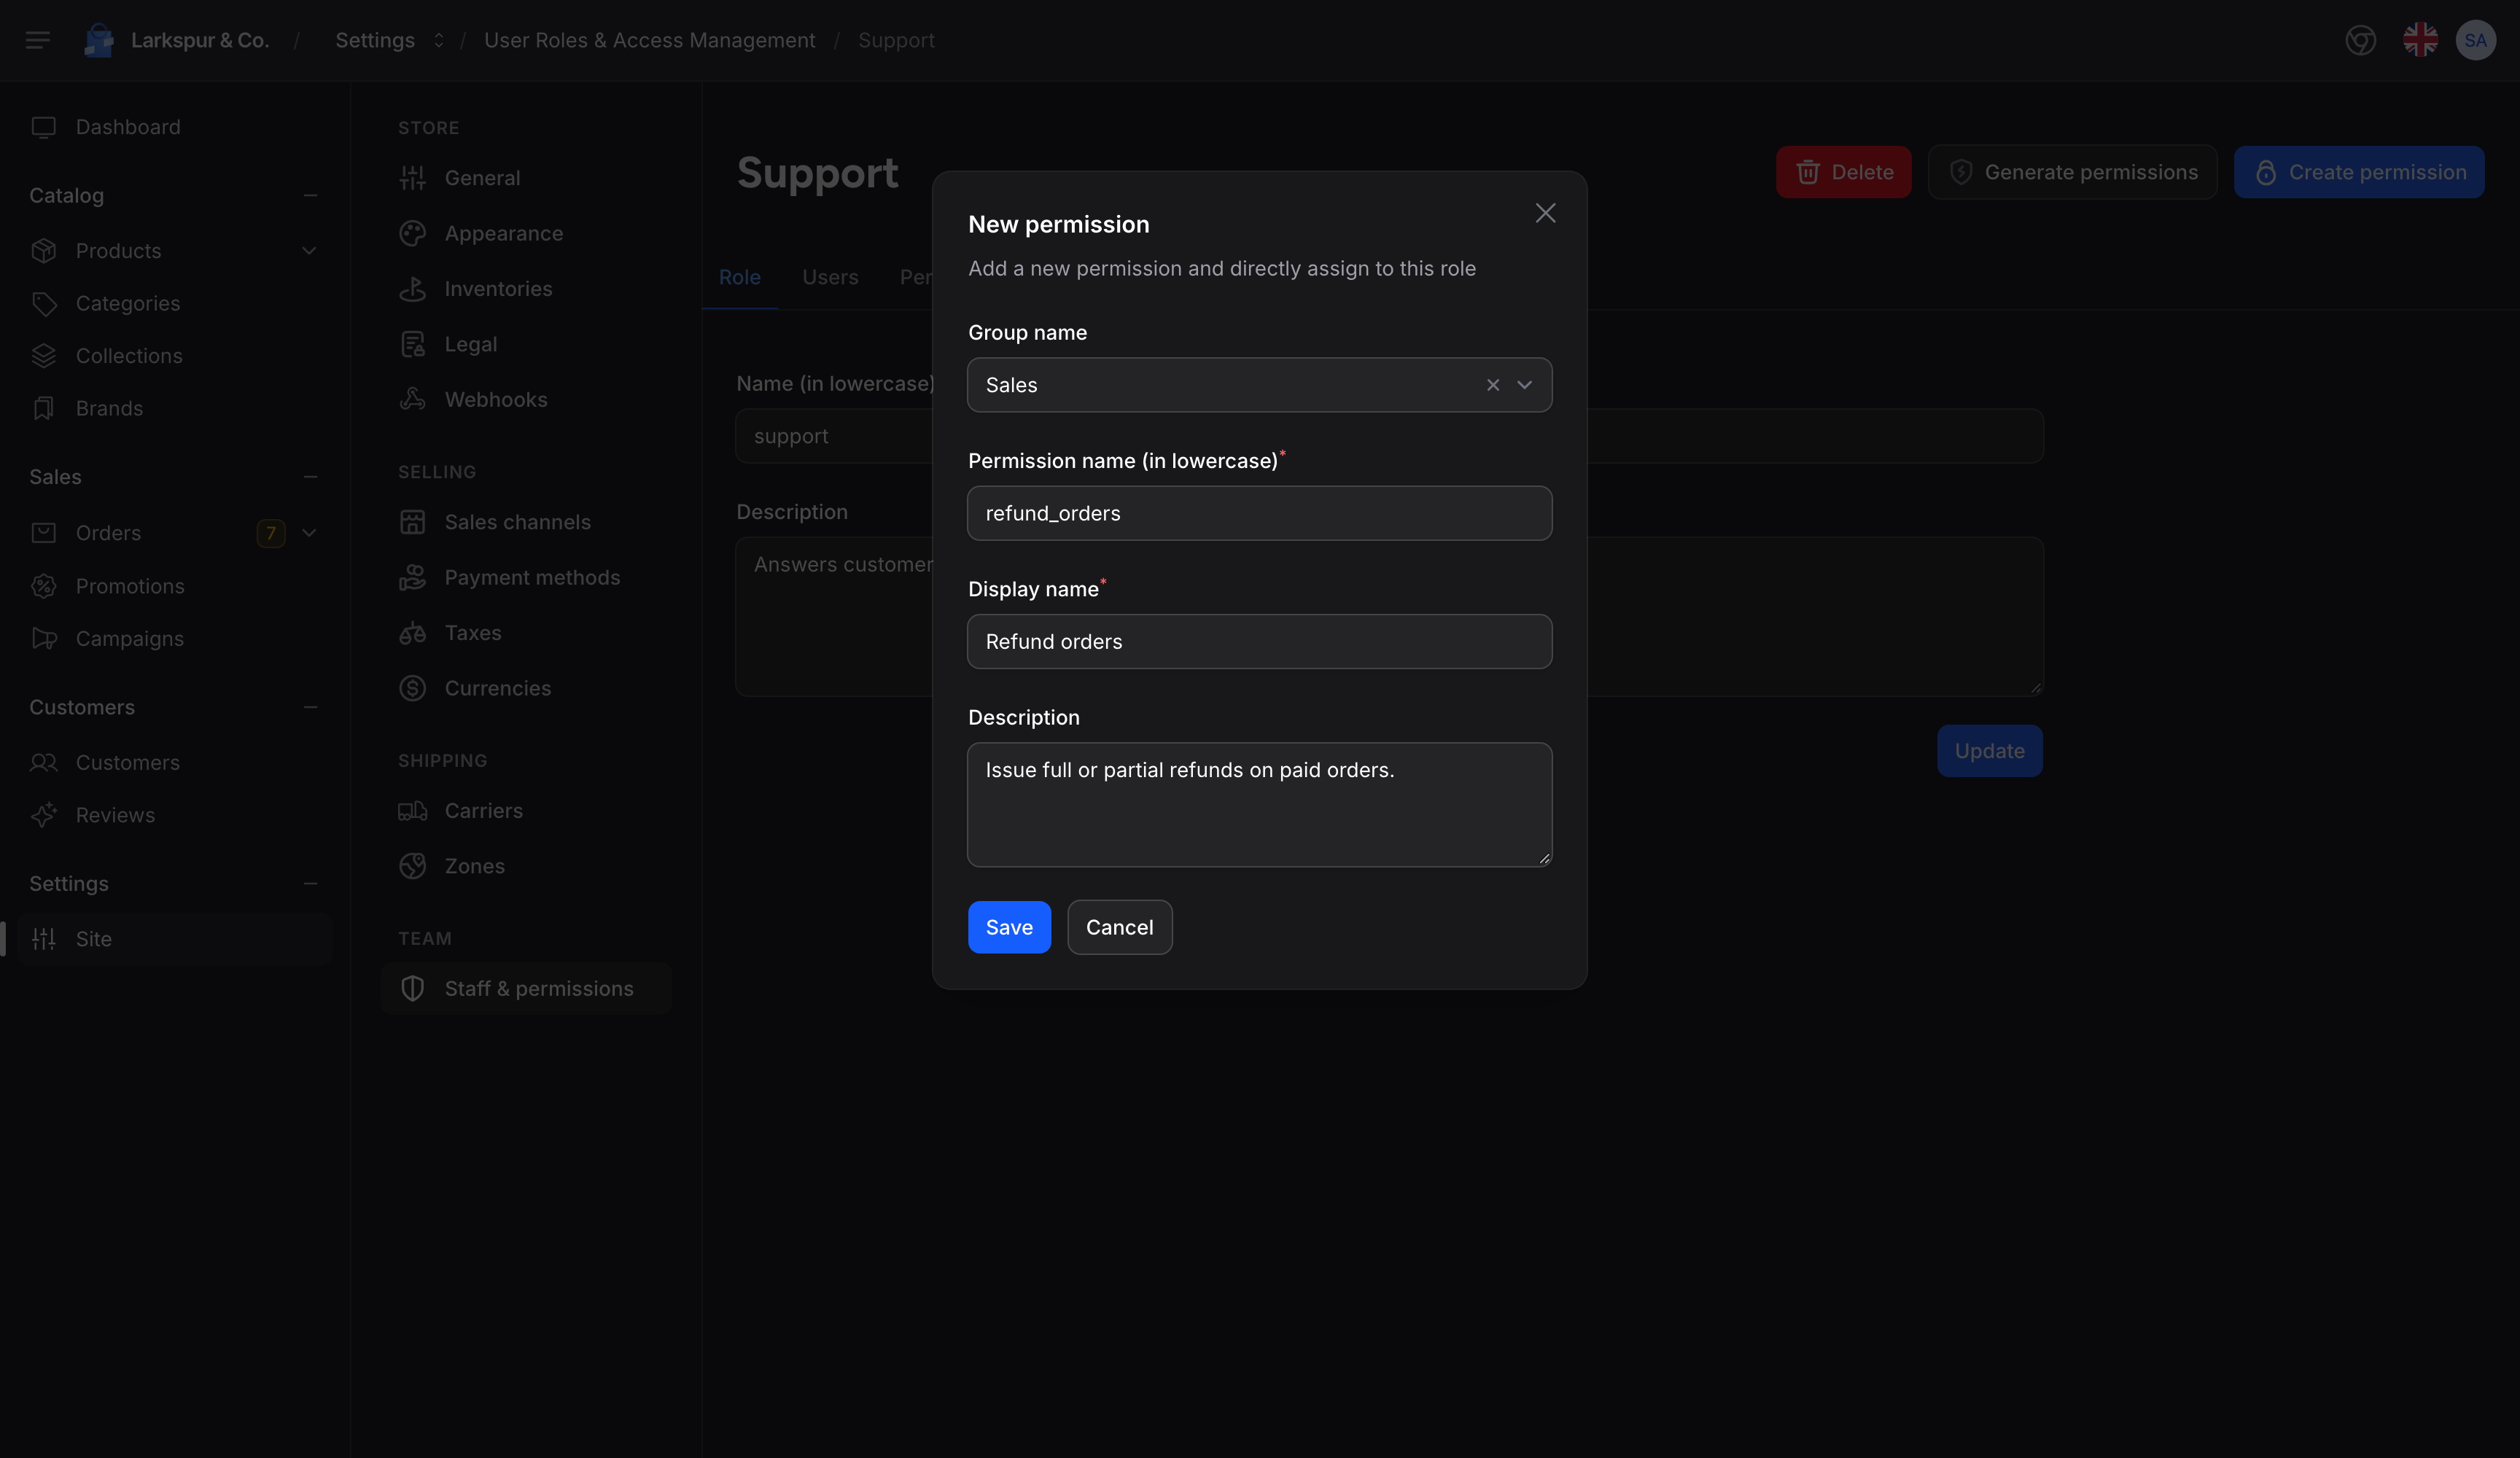 Larkspur & Co. / Settings / User Roles & Access Management / Support
SA
Dashboard
Catalog
Products
Categories
Collections
Brands
Sales
Orders 7
Promotions
Campaigns
Customers
Customers
Reviews
Settings
Site
STORE
General
Appearance
Inventories
Legal
Webhooks
SELLING
Sales channels
Payment methods
Taxes
Currencies
SHIPPING
Carriers
Zones
TEAM
Staff & permissions
Support
Delete
Generate permissions
Create permission
Role
Users
Name (in lowercase)
support
Description
Answers customer
Update
New permission
Add a new permission and directly assign to this role
Group name
Sales
Permission name (in lowercase)*
refund_orders
Display name*
Refund orders
Description
Issue full or partial refunds on paid orders.
Save
Cancel